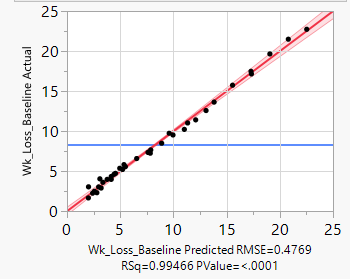 25
20
15
10
5
0
Wk_Loss_Baseline Actual
0 5 10 15 20 25
Wk_Loss_Baseline Predicted RMSE=0.4769
RSq=0.99466 PValue=<.0001